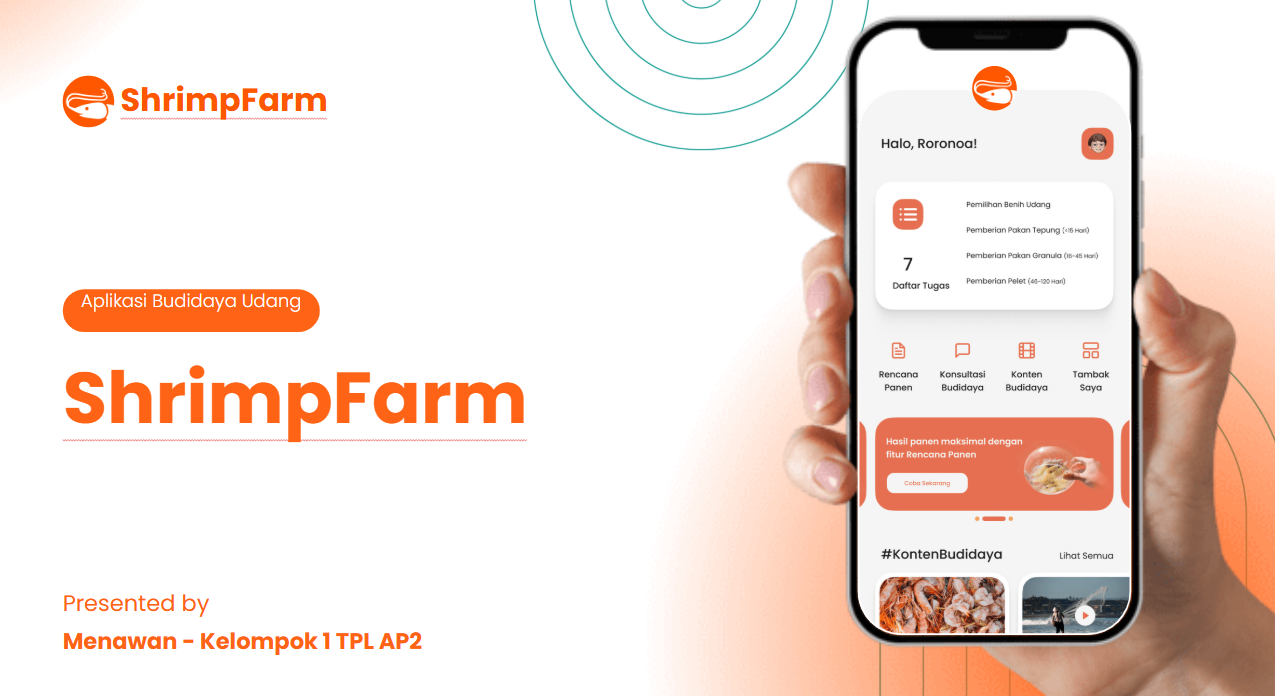 ShrimpFarm
Aplikasi Budidaya Udang
ShrimpFarm
Presented by
Menawan - Kelompok 1 TPL AP2
Halo, Roronoa!
7
Daftar Tugas
Pemilihan Benih Udang
Pemberian Pakan Tepung (<15 Hari)
Pemberian Pakan Granula (16-45 Hari)
Pemberian Pelet (46-120 Hari)
Rencana
Panen
Konsultasi
Budidaya
Konten
Budidaya
Tambak
Saya
Hasil panen maksimal dengan
fitur Rencana Panen
Coba Sekarang
#KontenBudidaya
Lihat Semua